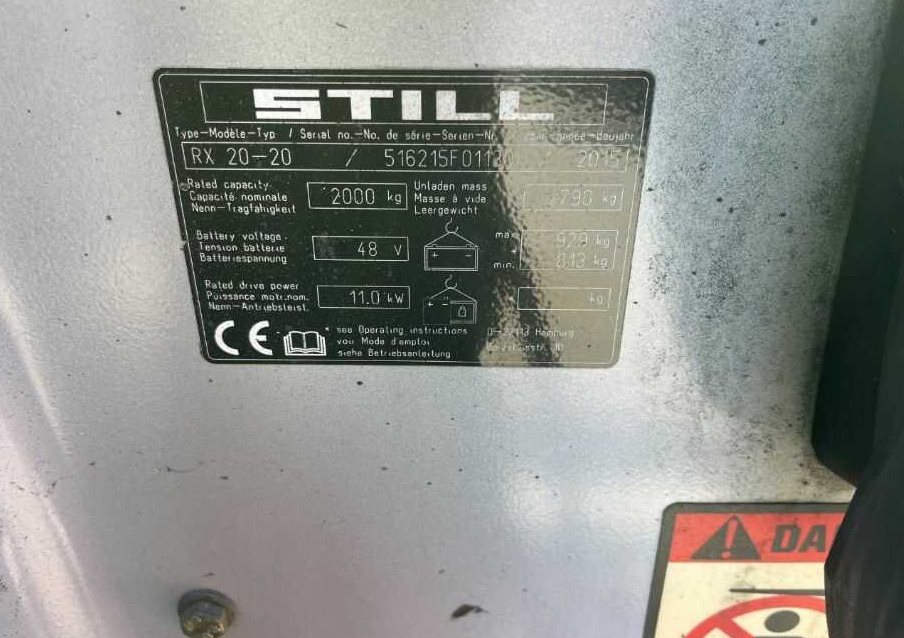 STILL
Type-Modèle-Typ / Serial no.-No. de série-Serien-Nr.
RX 20-20 / 516215F01 2015
Rated capacity
Capacité nominale
Nenn-Tragfähigkeit
2000 kg
Unladen mass
Masse à vide
Leergewicht
kg
Battery voltage
Tension batterie
Batteriespannung
48 V
max.
929 kg
min.
813 kg
Rated drive power
Puissance mot.nom.
Nenn-Antriebsleist.
11.0 kW
kg
CE
* see Operating instructions
voir Mode d'emploi
siehe Betriebsanleitung
Hamburg
DA